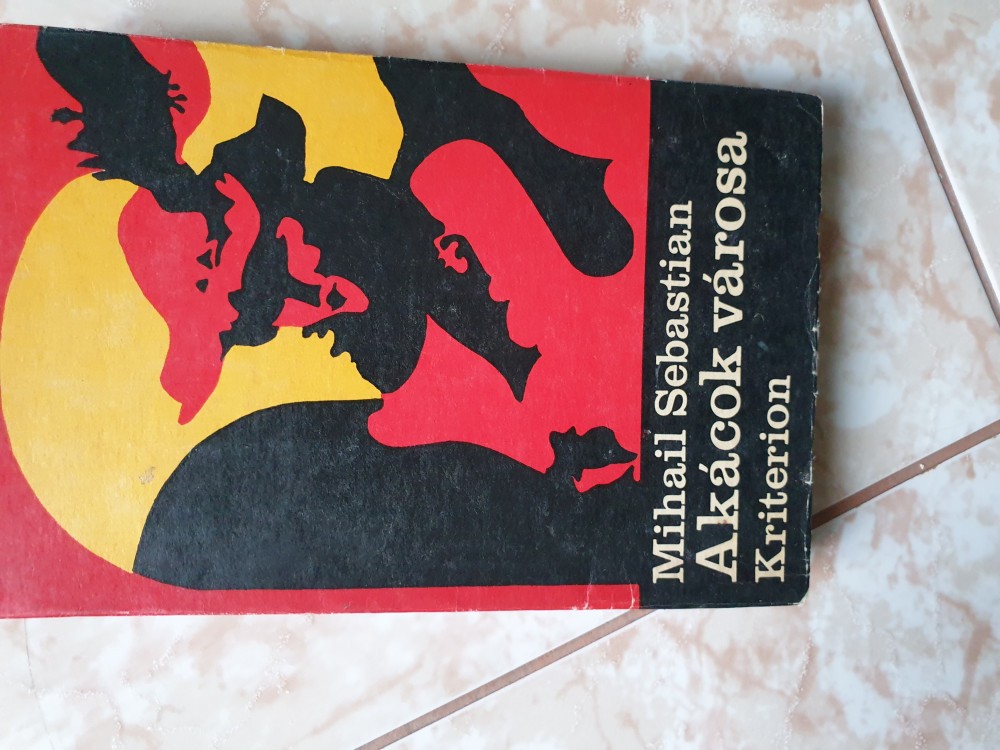 Mihail Sebastian
Akácok városa
Kriterion